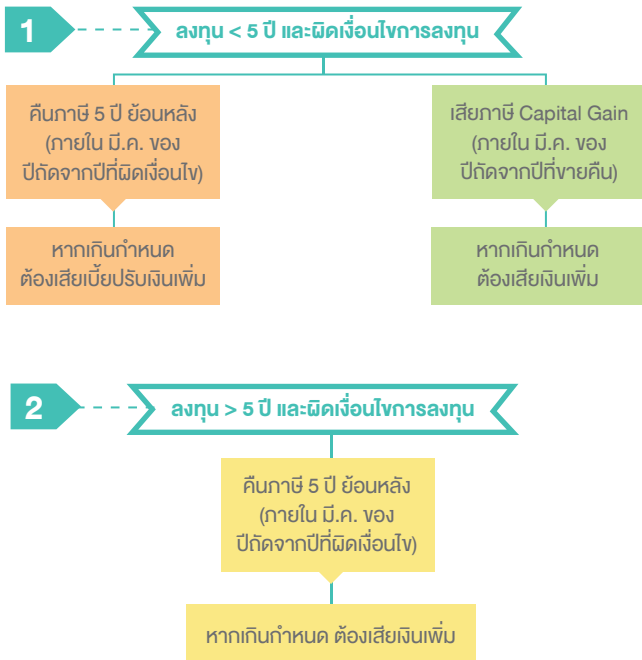 1
ลงทุน < 5 ปี และผิดเงื่อนไขการลงทุน
คืนภาษี 5 ปี ย้อนหลัง
(ภายใน มี.ค. ของ
ปีถัดจากปีที่ผิดเงื่อนไข)
หากเกินกำหนด
ต้องเสียเบี้ยปรับเงินเพิ่ม
เสียภาษี Capital Gain
(ภายใน มี.ค. ของ
ปีถัดจากปีที่ขายคืน)
หากเกินกำหนด
ต้องเสียเงินเพิ่ม
2
ลงทุน > 5 ปี และผิดเงื่อนไขการลงทุน
คืนภาษี 5 ปี ย้อนหลัง
(ภายใน มี.ค. ของ
ปีถัดจากปีที่ผิดเงื่อนไข)
หากเกินกำหนด ต้องเสียเงินเพิ่ม